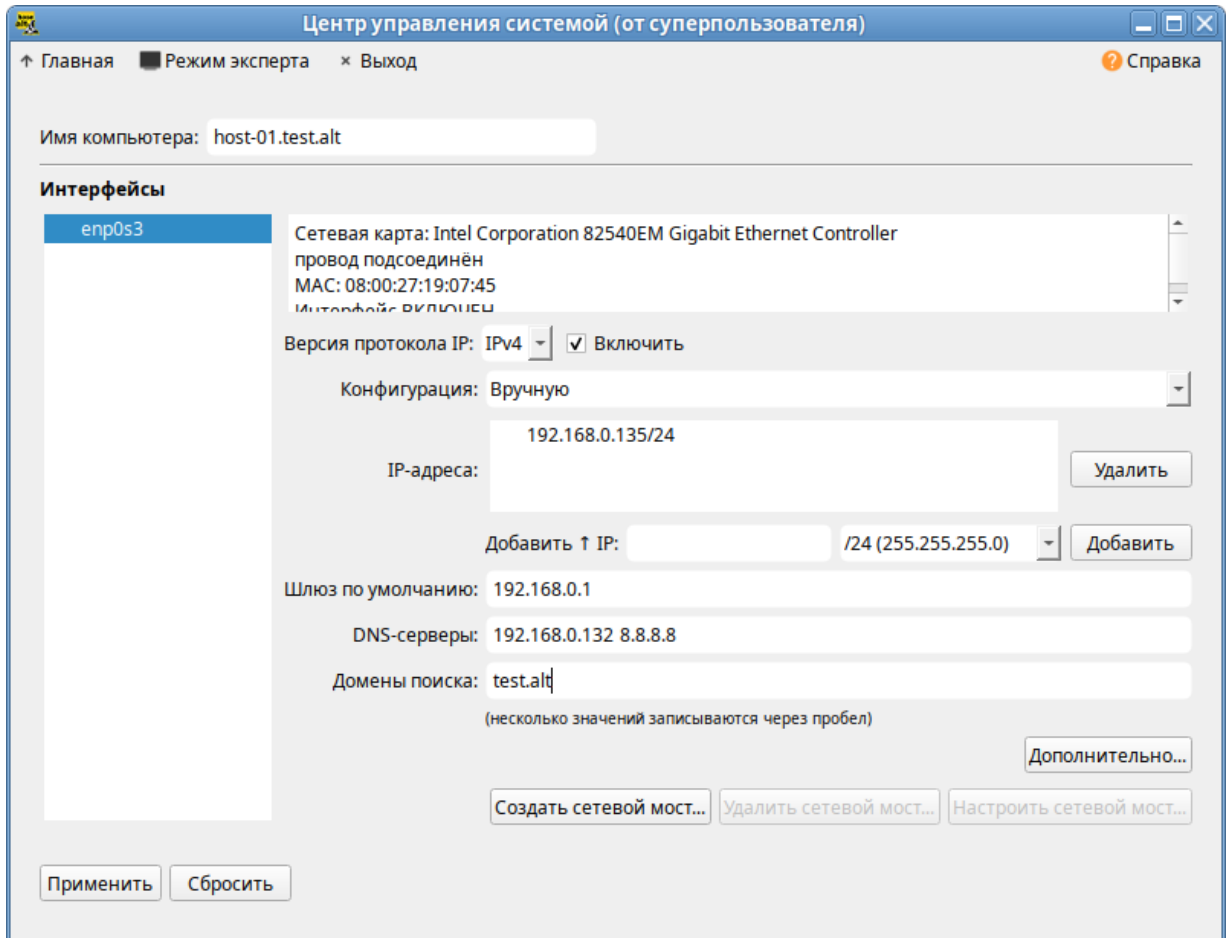 Центр управления системой (от суперпользователя)
Главная Режим эксперта Выход Справка
Имя компьютера: host-01.test.alt
Интерфейсы
enp0s3
Сетевая карта: Intel Corporation 82540EM Gigabit Ethernet Controller
провод подсоединён
MAC: 08:00:27:19:07:45
Интерфейс ВКЛЮЧЕН
Версия протокола IP: IPv4 Включить
Конфигурация: Вручную
192.168.0.135/24
IP-адреса: Удалить
Добавить ↑ IP: /24 (255.255.255.0) Добавить
Шлюз по умолчанию: 192.168.0.1
DNS-серверы: 192.168.0.132 8.8.8.8
Домены поиска: test.alt
(несколько значений записываются через пробел)
Дополнительно...
Создать сетевой мост... Удалить сетевой мост... Настроить сетевой мост...
Применить Сбросить